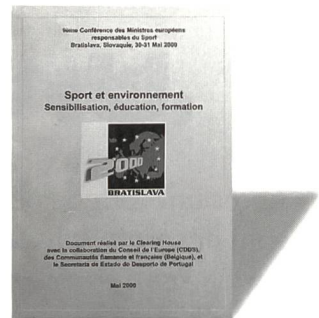 9ème Conférence des Ministres européens
responsables du Sport
Bratislava, Slovaquie, 30-31 Mai 2000
Sport et environnement
Sensibilisation, éducation, formation
2000
BRATISLAVA
Document réalisé par le Clearing House
avec la collaboration du Conseil de l'Europe (CDDS),
des Communautés flamande et française (Belgique), et
le Secretaria de Estado do Desporto de Portugal
Mai 2000